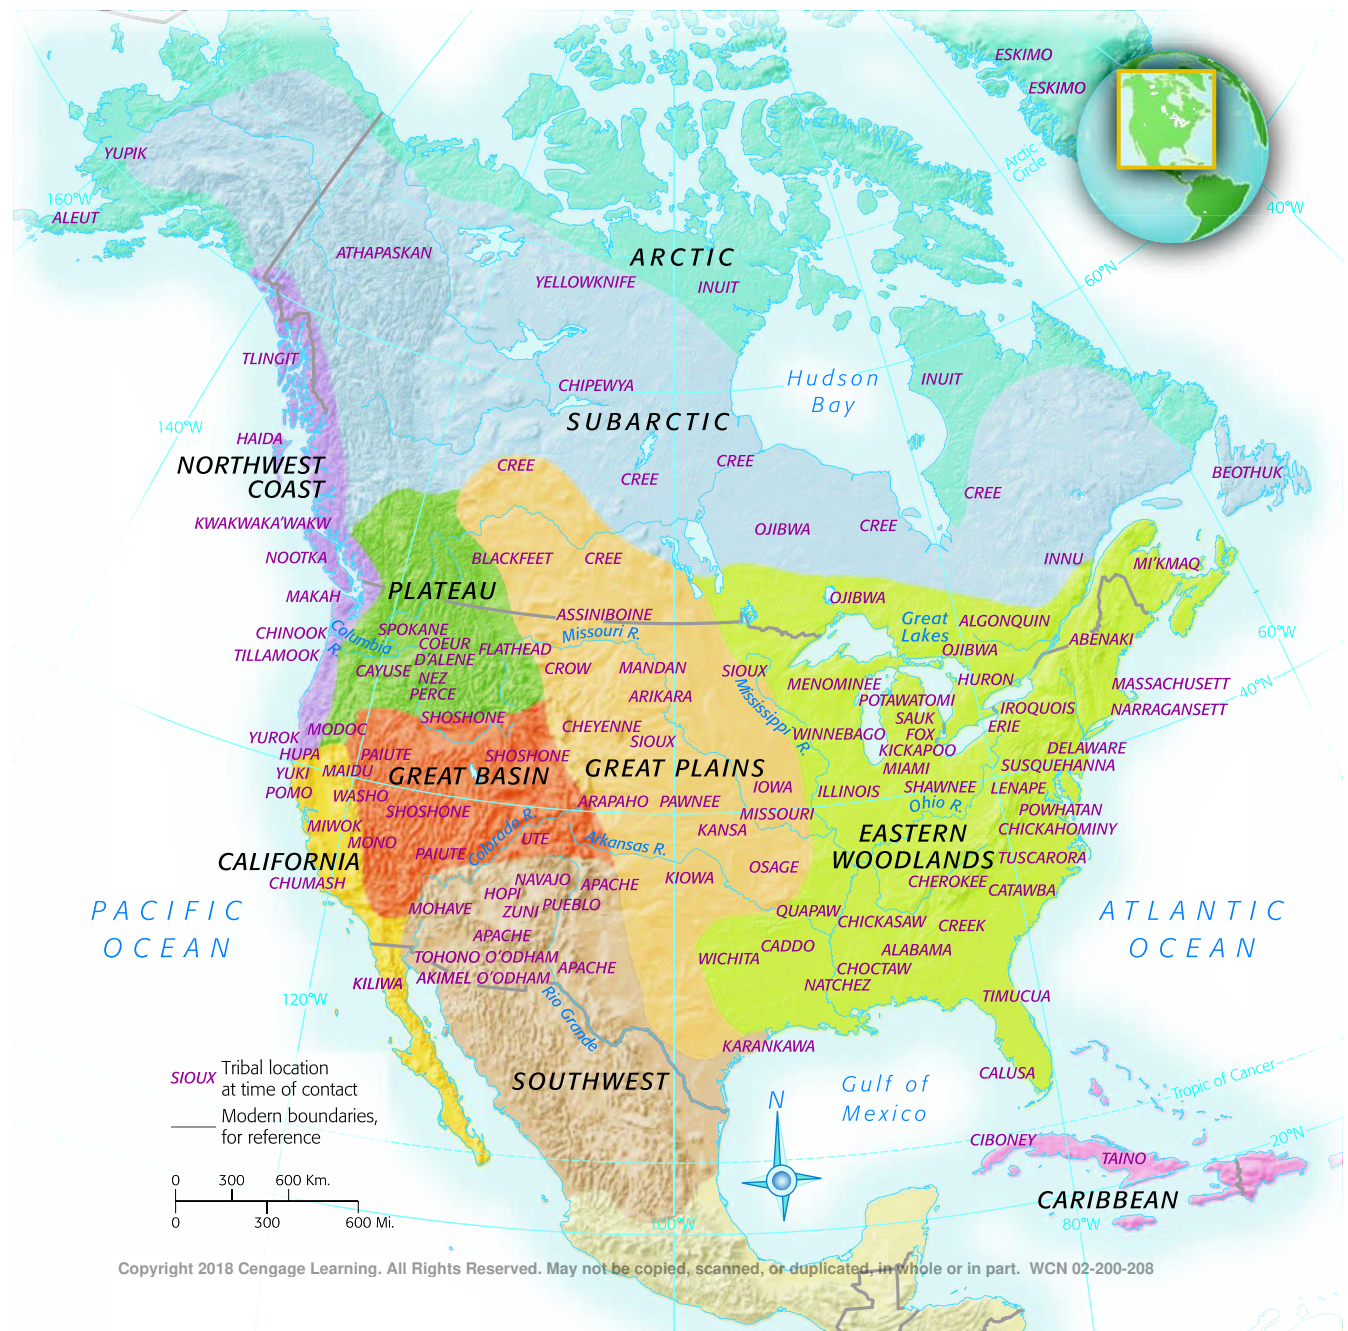 ESKIMO
ESKIMO
YUPIK
Arctic
Circle
160°W
ALEUT
40°W
ATHAPASKAN
ARCTIC
YELLOWKNIFE
INUIT
60°N
TLINGIT
CHIPEWYA
Hudson
Bay
INUIT
SUBARCTIC
140°W
HAIDA
NORTHWEST
COAST
CREE
CREE
CREE
CREE
BEOTHUK
KWAKWAKA'WAKW
OJIBWA
CREE
NOOTKA
BLACKFEET
CREE
INNU
MI'KMAQ
MAKAH
PLATEAU
OJIBWA
ASSINIBOINE
Great
Lakes
ALGONQUIN
CHINOOK
Columbia
R.
SPOKANE
Missouri R.
ABENAKI
60°W
TILLAMOOK
COEUR
D'ALENE
FLATHEAD
OJIBWA
CAYUSE
NEZ
PERCE
CROW
MANDAN
SIOUX
MENOMINEE
HURON
MASSACHUSETT
40°N
ARIKARA
Mississippi R.
POTAWATOMI
IROQUOIS
NARRAGANSETT
SHOSHONE
SAUK
FOX
ERIE
YUROK
MODOC
CHEYENNE
SIOUX
WINNEBAGO
KICKAPOO
DELAWARE
HUPA
PAIUTE
SHOSHONE
MIAMI
SUSQUEHANNA
YUKI
MAIDU
GREAT BASIN
GREAT PLAINS
POMO
WASHO
IOWA
ILLINOIS
SHAWNEE
LENAPE
SHOSHONE
ARAPAHO
PAWNEE
MISSOURI
Ohio R.
POWHATAN
MIWOK
MONO
Colorado R.
UTE
Arkansas R.
KANSA
EASTERN
WOODLANDS
CHICKAHOMINY
PAIUTE
TUSCARORA
CALIFORNIA
CHUMASH
NAVAJO
APACHE
KIOWA
OSAGE
CHEROKEE
CATAWBA
HOPI
PUEBLO
MOHAVE
ZUNI
QUAPAW
CHICKASAW
CREEK
PACIFIC
OCEAN
ATLANTIC
OCEAN
APACHE
CADDO
ALABAMA
TOHONO O'ODHAM
WICHITA
APACHE
CHOCTAW
AKIMEL O'ODHAM
KILIWA
NATCHEZ
TIMUCUA
120°W
Rio Grande
KARANKAWA
SIOUX
Tribal location
at time of contact
Modern boundaries,
for reference
SOUTHWEST
CALUSA
Gulf of
Mexico
Tropic of Cancer
N
CIBONEY
TAINO
20°N
0 300 600 Km.
0 300 600 Mi.
CARIBBEAN
100°W
80°W
Copyright 2018 Cengage Learning. All Rights Reserved. May not be copied, scanned, or duplicated, in whole or in part. WCN 02-200-208